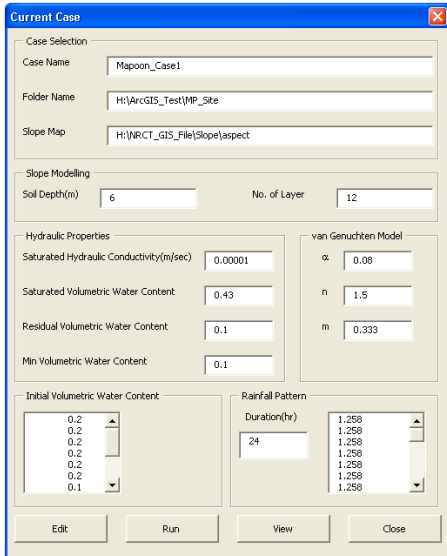 Current Case
Case Selection
Case Name
Mapoon_Case1
Folder Name
H:\ArcGIS_Test\MP_Site
Slope Map
H:\NRCT_GIS_File\Slope\aspect
Slope Modelling
Soil Depth(m)
6
No. of Layer
12
Hydraulic Properties
Saturated Hydraulic Conductivity(m/sec)
0.00001
Saturated Volumetric Water Content
0.43
Residual Volumetric Water Content
0.1
Min Volumetric Water Content
0.1
van Genuchten Model
α
0.08
n
1.5
m
0.333
Initial Volumetric Water Content
0.2
0.2
0.2
0.2
0.2
0.1
Rainfall Pattern
Duration(hr)
24
1.258
1.258
1.258
1.258
1.258
1.258
1.258
Edit
Run
View
Close